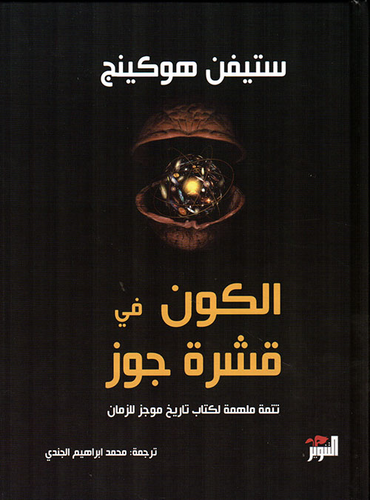 ستيفن هوكينج
الكون في
قشرة جوز
تتمة ملهمة لكتاب تاريخ موجز للزمان
ترجمة: محمد ابراهيم الجندي
التنوير